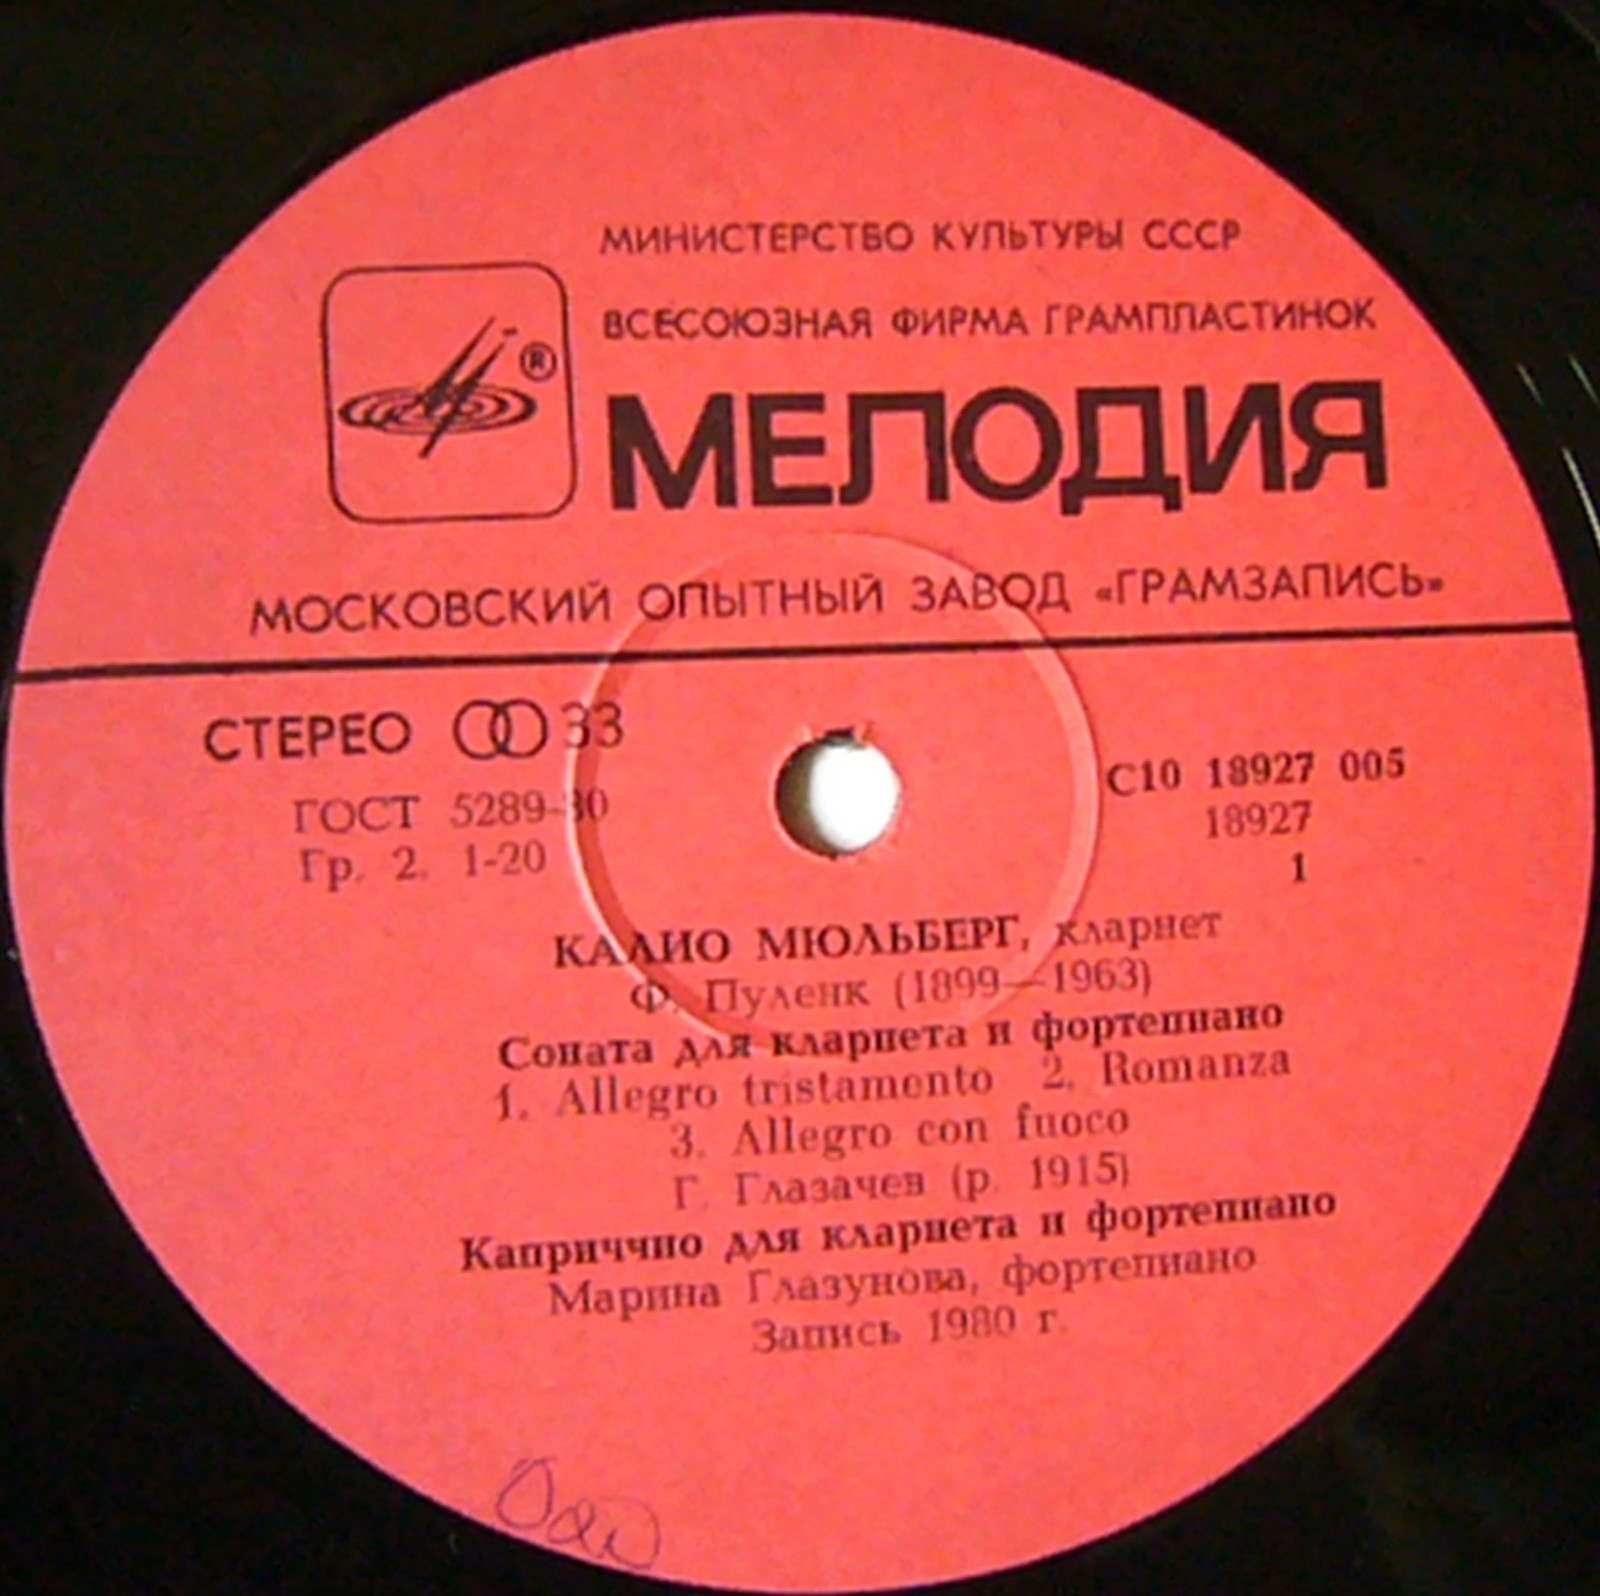 МИНИСТЕРСТВО КУЛЬТУРЫ СССР
ВСЕСОЮЗНАЯ ФИРМА ГРАМПЛАСТИНОК
®
МЕЛОДИЯ
МОСКОВСКИЙ ОПЫТНЫЙ ЗАВОД «ГРАМЗАПИСЬ»
СТЕРЕО 33
ГОСТ 5289-80
Гр. 2. 1-20
С10 18927 005
18927
1
КАЛИО МЮЛЬБЕРГ, кларнет
Ф. Пуленк (1899—1963)
Соната для кларнета и фортепиано
1. Allegro tristamento 2. Romanza
3. Allegro con fuoco
Г. Глазачев (р. 1915)
Каприччио для кларнета и фортепиано
Марина Глазунова, фортепиано
Запись 1980 г.